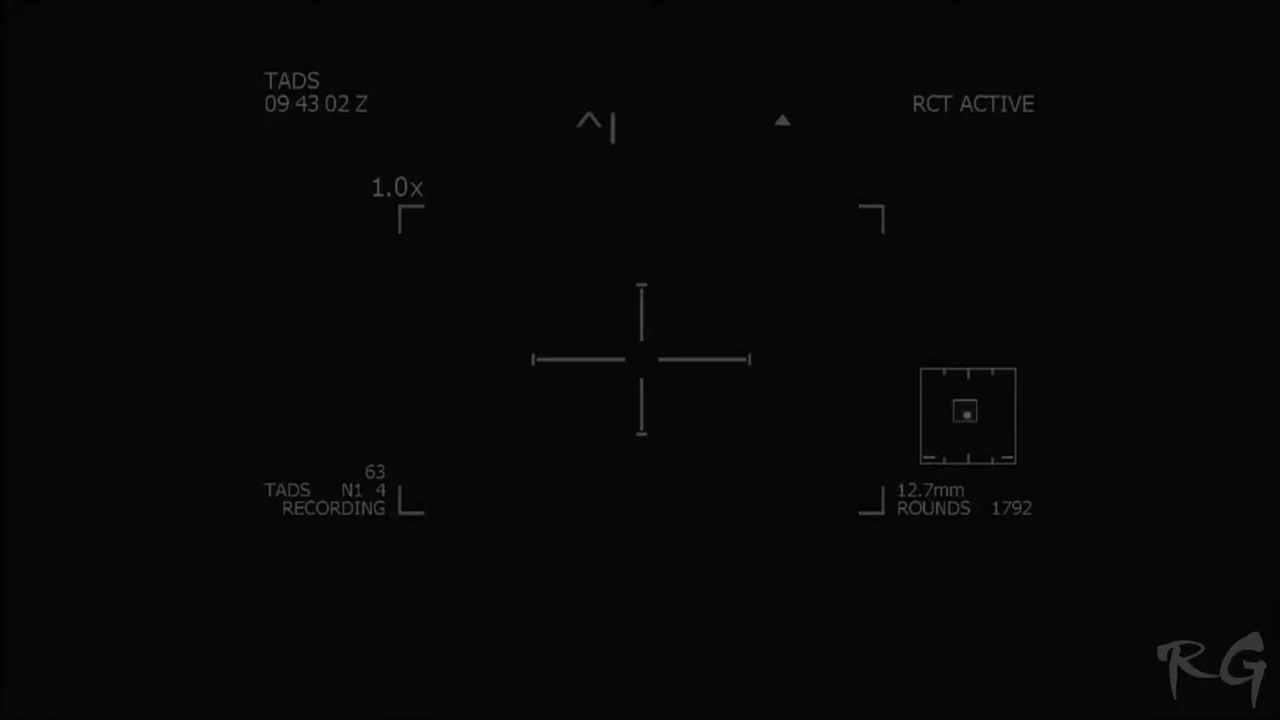 TADS
09 43 02 Z
RCT ACTIVE
1.0x
63
TADS N1 4
RECORDING
12.7mm
ROUNDS 1792
RG